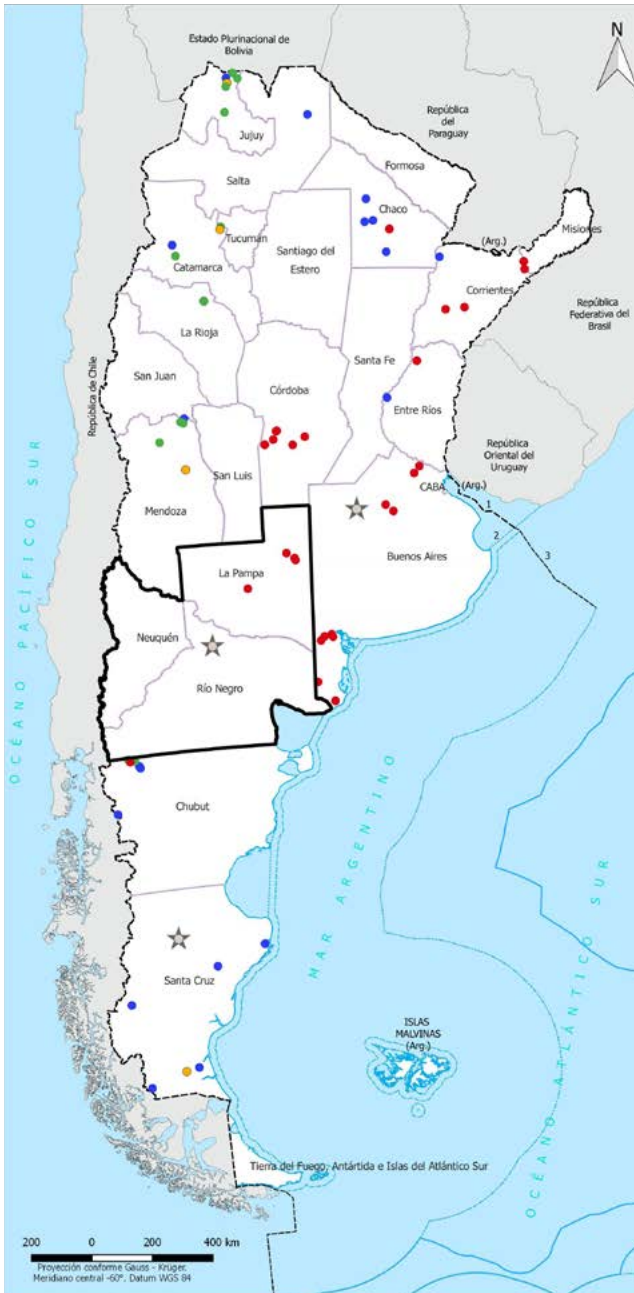 Estado Plurinacional de
Bolivia
N
República
del
Paraguay
Jujuy
Formosa
Salta
Chaco
Misiones
(Arg.)
Tucumán
Santiago del
Estero
Catamarca
Corrientes
República
Federativa del
Brasil
La Rioja
Santa Fe
San Juan
Córdoba
República de Chile
Entre Ríos
República
Oriental del
Uruguay
San Luis
CABA
(Arg.)
1
Mendoza
2
Buenos Aires
3
La Pampa
Neuquén
Río Negro
OCÉANO PACÍFICO SUR
Chubut
MAR ARGENTINO
Santa Cruz
ISLAS
MALVINAS
(Arg.)
OCÉANO ATLÁNTICO SUR
Tierra del Fuego, Antártida e Islas del Atlántico Sur
200 0 200 400 km
Proyección conforme Gauss - Krüger.
Meridiano central -60°. Datum WGS 84